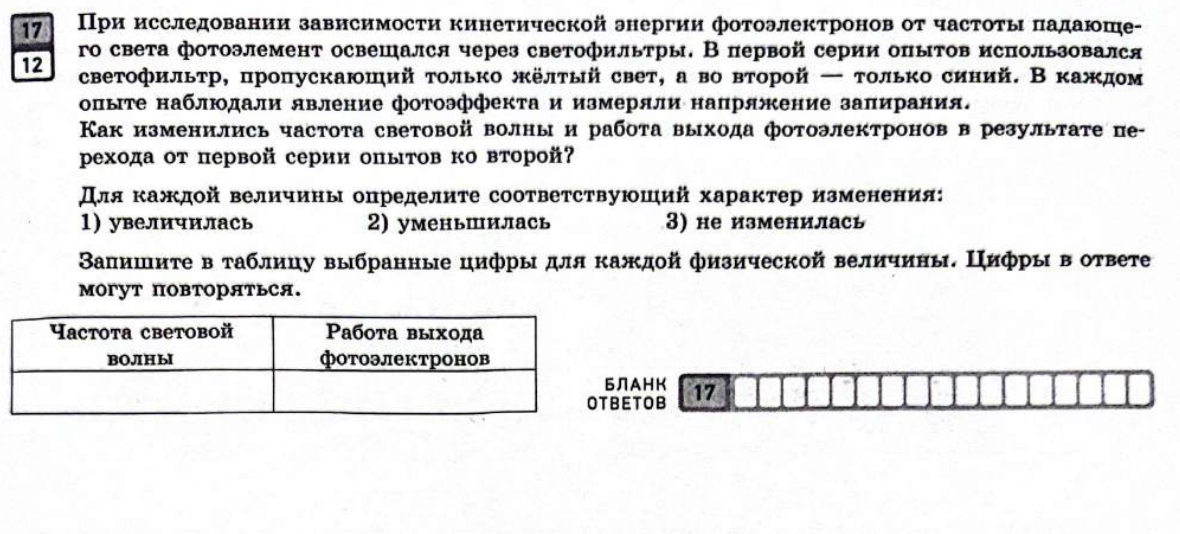 17
12
При исследовании зависимости кинетической энергии фотоэлектронов от частоты падающе-
го света фотоэлемент освещался через светофильтры. В первой серии опытов использовался
светофильтр, пропускающий только жёлтый свет, а во второй — только синий. В каждом
опыте наблюдали явление фотоэффекта и измеряли напряжение запирания.
Как изменились частота световой волны и работа выхода фотоэлектронов в результате пе-
рехода от первой серии опытов ко второй?
Для каждой величины определите соответствующий характер изменения:
1) увеличилась 2) уменьшилась 3) не изменилась
Запишите в таблицу выбранные цифры для каждой физической величины. Цифры в ответе
могут повторяться.
Частота световой
волны
Работа выхода
фотоэлектронов
БЛАНК
ОТВЕТОВ
17